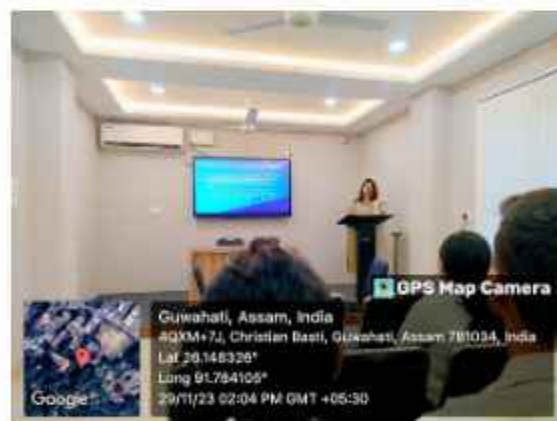 GPS Map Camera
Guwahati, Assam, India
4QXM+7J, Christian Basti, Guwahati, Assam 781034, India
Lat 26.148326°
Long 91.784105°
29/11/23 02:04 PM GMT +05:30
Google